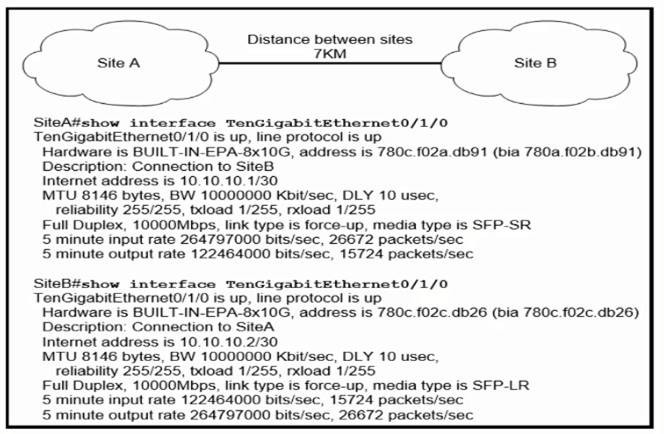 Distance between sites
7KM
Site A
Site B
SiteA#show interface TenGigabitEthernet0/1/0
TenGigabitEthernet0/1/0 is up, line protocol is up
Hardware is BUILT-IN-EPA-8x10G, address is 780c.f02a.db91 (bia 780a.f02b.db91)
Description: Connection to SiteB
Internet address is 10.10.10.1/30
MTU 8146 bytes, BW 10000000 Kbit/sec, DLY 10 usec,
reliability 255/255, txload 1/255, rxload 1/255
Full Duplex, 10000Mbps, link type is force-up, media type is SFP-SR
5 minute input rate 264797000 bits/sec, 26672 packets/sec
5 minute output rate 122464000 bits/sec, 15724 packets/sec
SiteB#show interface TenGigabitEthernet0/1/0
TenGigabitEthernet0/1/0 is up, line protocol is up
Hardware is BUILT-IN-EPA-8x10G, address is 780c.f02c.db26 (bia 780c.f02c.db26)
Description: Connection to SiteA
Internet address is 10.10.10.2/30
MTU 8146 bytes, BW 10000000 Kbit/sec, DLY 10 usec,
reliability 255/255, txload 1/255, rxload 1/255
Full Duplex, 10000Mbps, link type is force-up, media type is SFP-LR
5 minute input rate 122464000 bits/sec, 15724 packets/sec
5 minute output rate 264797000 bits/sec, 26672 packets/sec